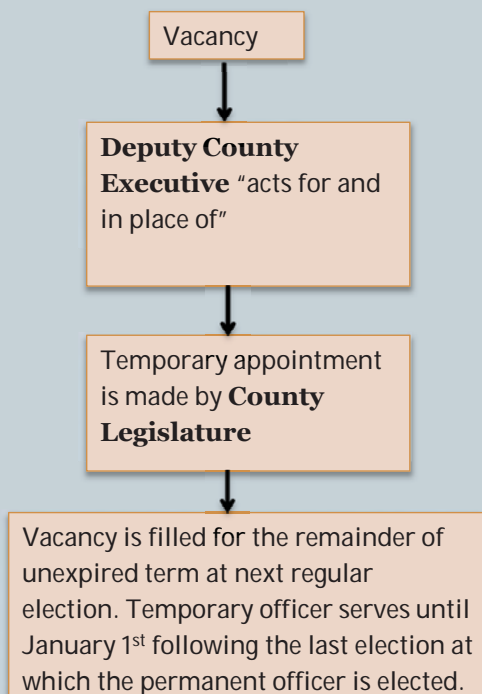 Vacancy
Deputy County
Executive “acts for and
in place of”
Temporary appointment
is made by County
Legislature
Vacancy is filled for the remainder of
unexpired term at next regular
election. Temporary officer serves until
January 1st following the last election at
which the permanent officer is elected.